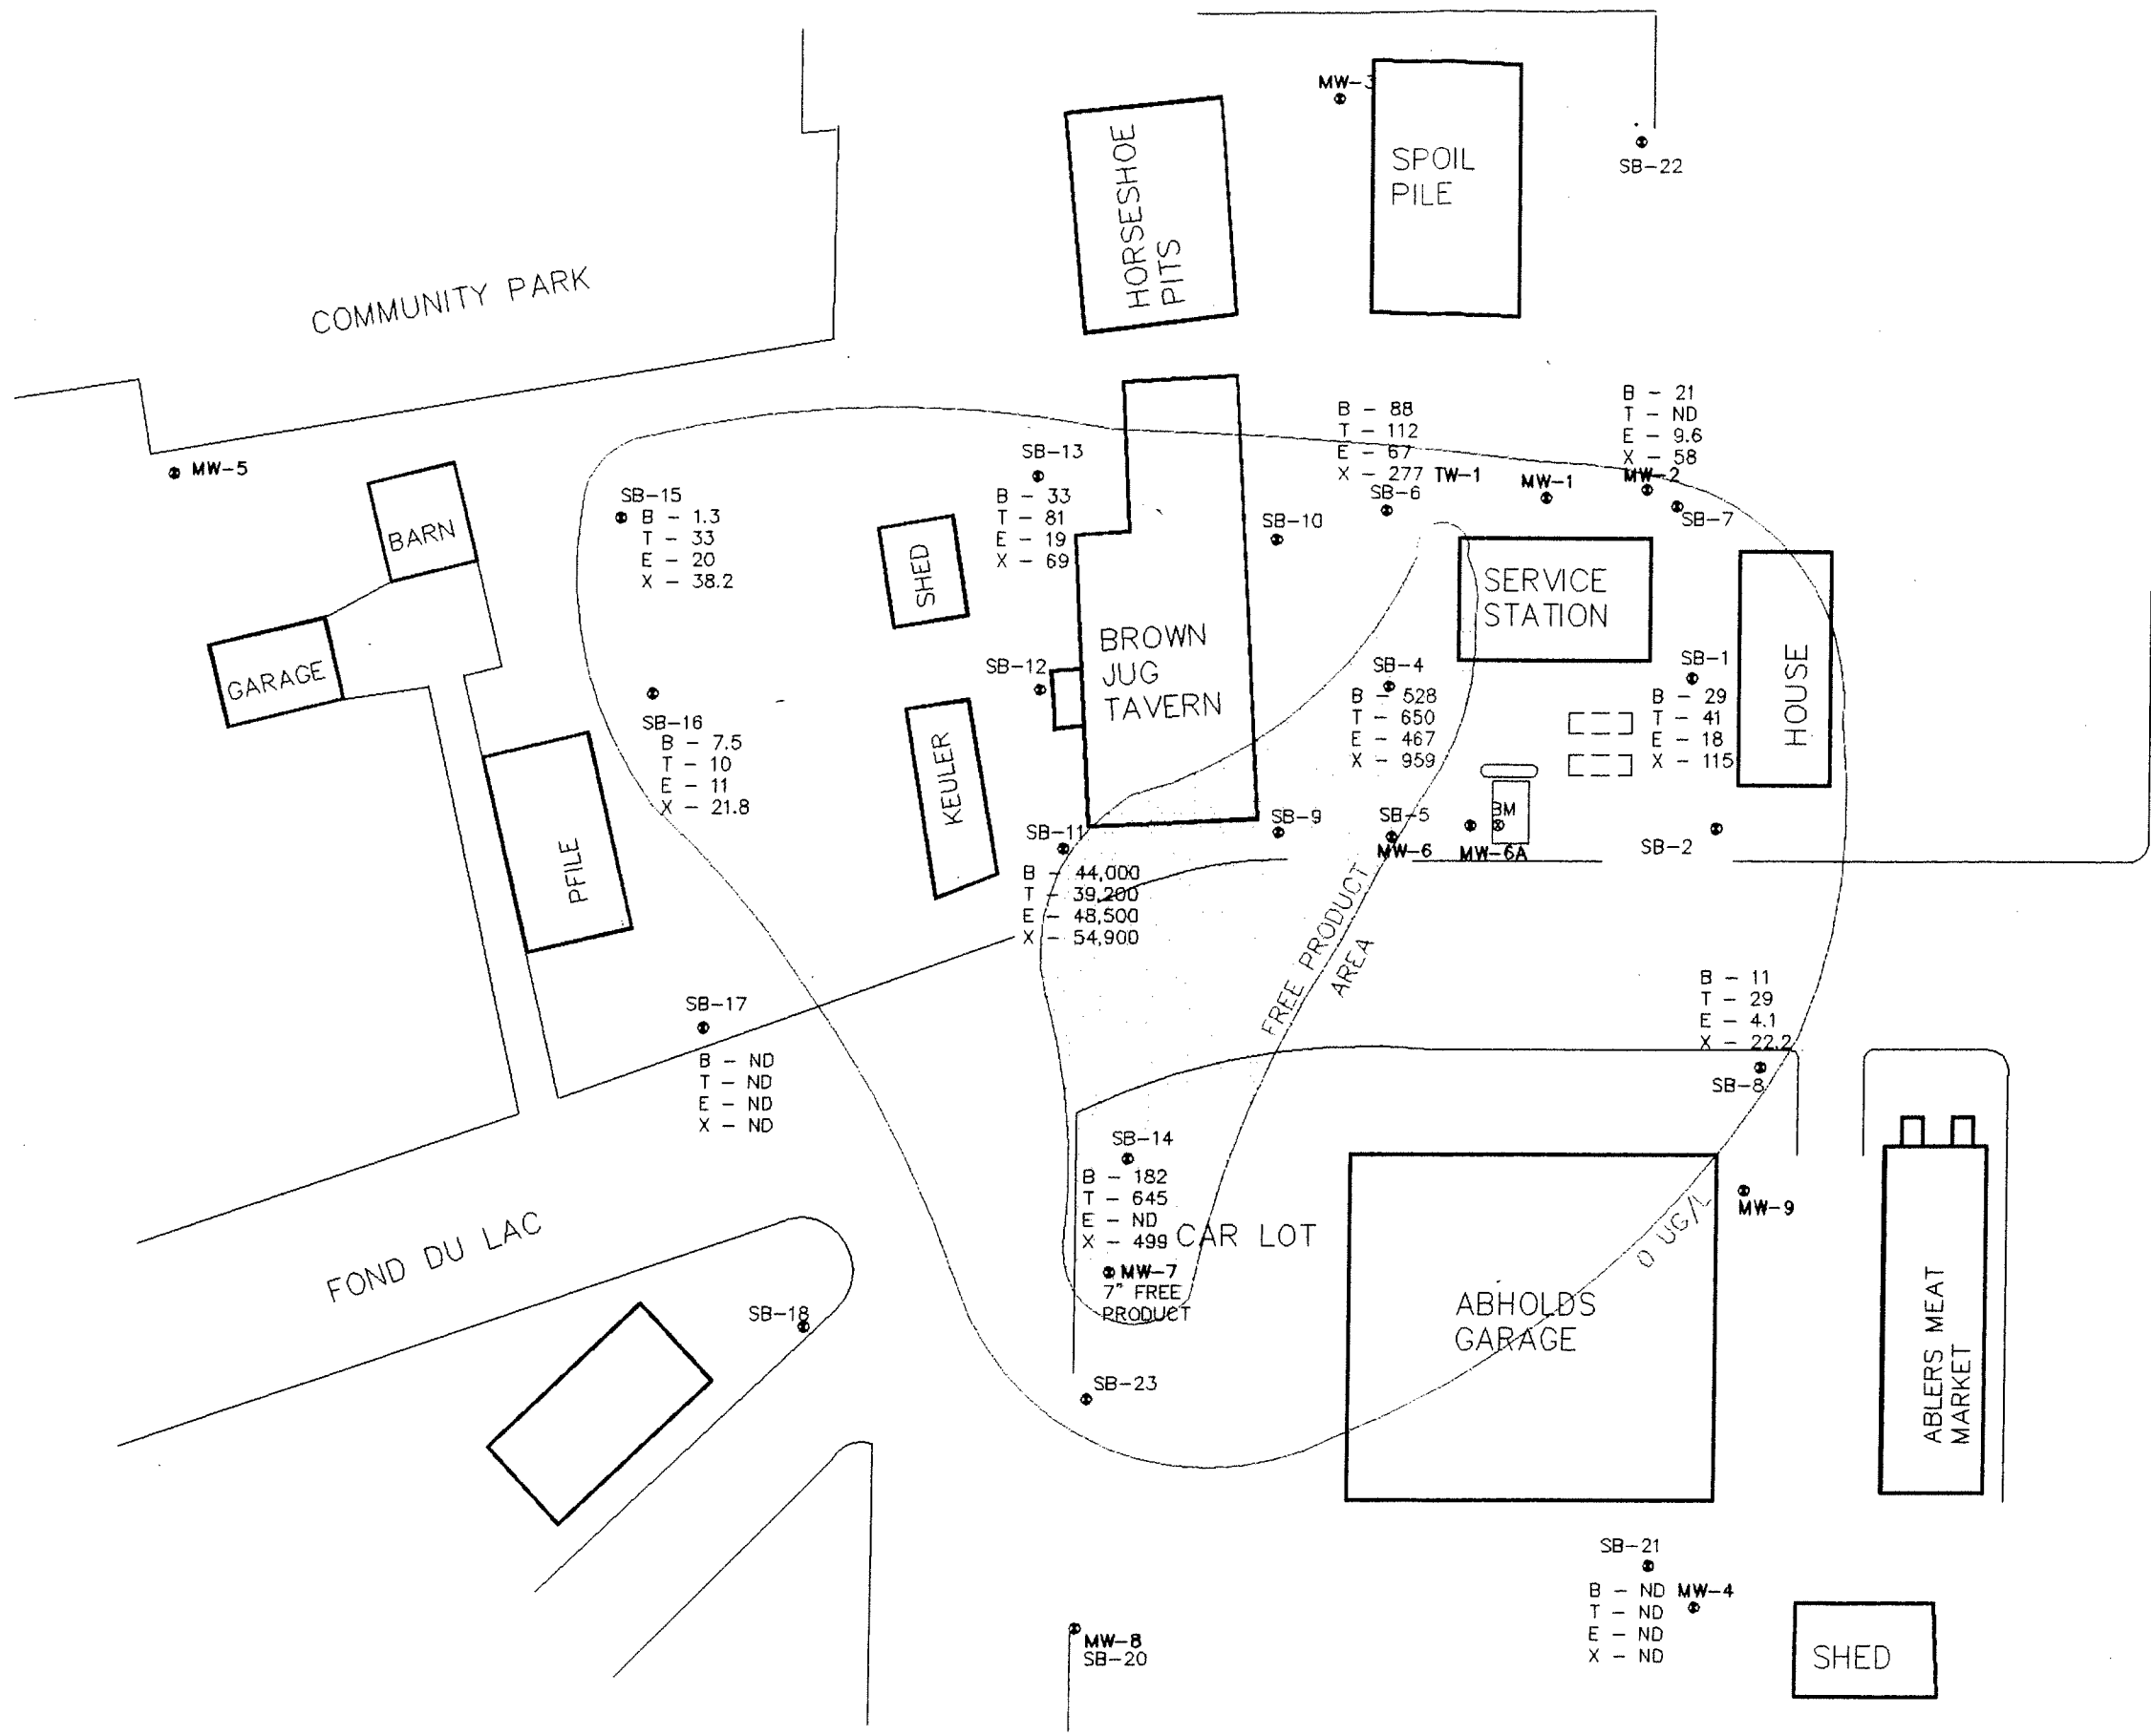 MW-3
SPOIL
PILE
SB-22
HORSESHOE
PITS
COMMUNITY PARK
B - 88
T - 112
E - 67
X - 277
TW-1
SB-6
B - 21
T - ND
E - 9.6
X - 58
MW-2
MW-1
SB-7
MW-5
BARN
GARAGE
SB-15
B - 1.3
T - 33
E - 20
X - 38.2
SB-13
B - 33
T - 81
E - 19
X - 69
SB-10
SHED
SERVICE
STATION
BROWN
JUG
TAVERN
SB-12
SB-4
B - 528
T - 650
E - 467
X - 959
SB-1
B - 29
T - 41
E - 18
X - 115
HOUSE
SB-16
B - 7.5
T - 10
E - 11
X - 21.8
KEULER
PFILE
SB-11
B - 44,000
T - 39,200
E - 48,500
X - 54,900
SB-9
SB-5
MW-6
BM
MW-6A
SB-2
FREE PRODUCT
AREA
SB-17
B - ND
T - ND
E - ND
X - ND
B - 11
T - 29
E - 4.1
X - 22.2
SB-8
SB-14
B - 182
T - 645
E - ND
X - 499
CAR LOT
MW-7
7" FREE
PRODUCT
MW-9
0 UG/L
FOND DU LAC
SB-18
ABHOLDS
GARAGE
ABLERS MEAT
MARKET
SB-23
SB-21
B - ND
T - ND
E - ND
X - ND
MW-4
MW-8
SB-20
SHED